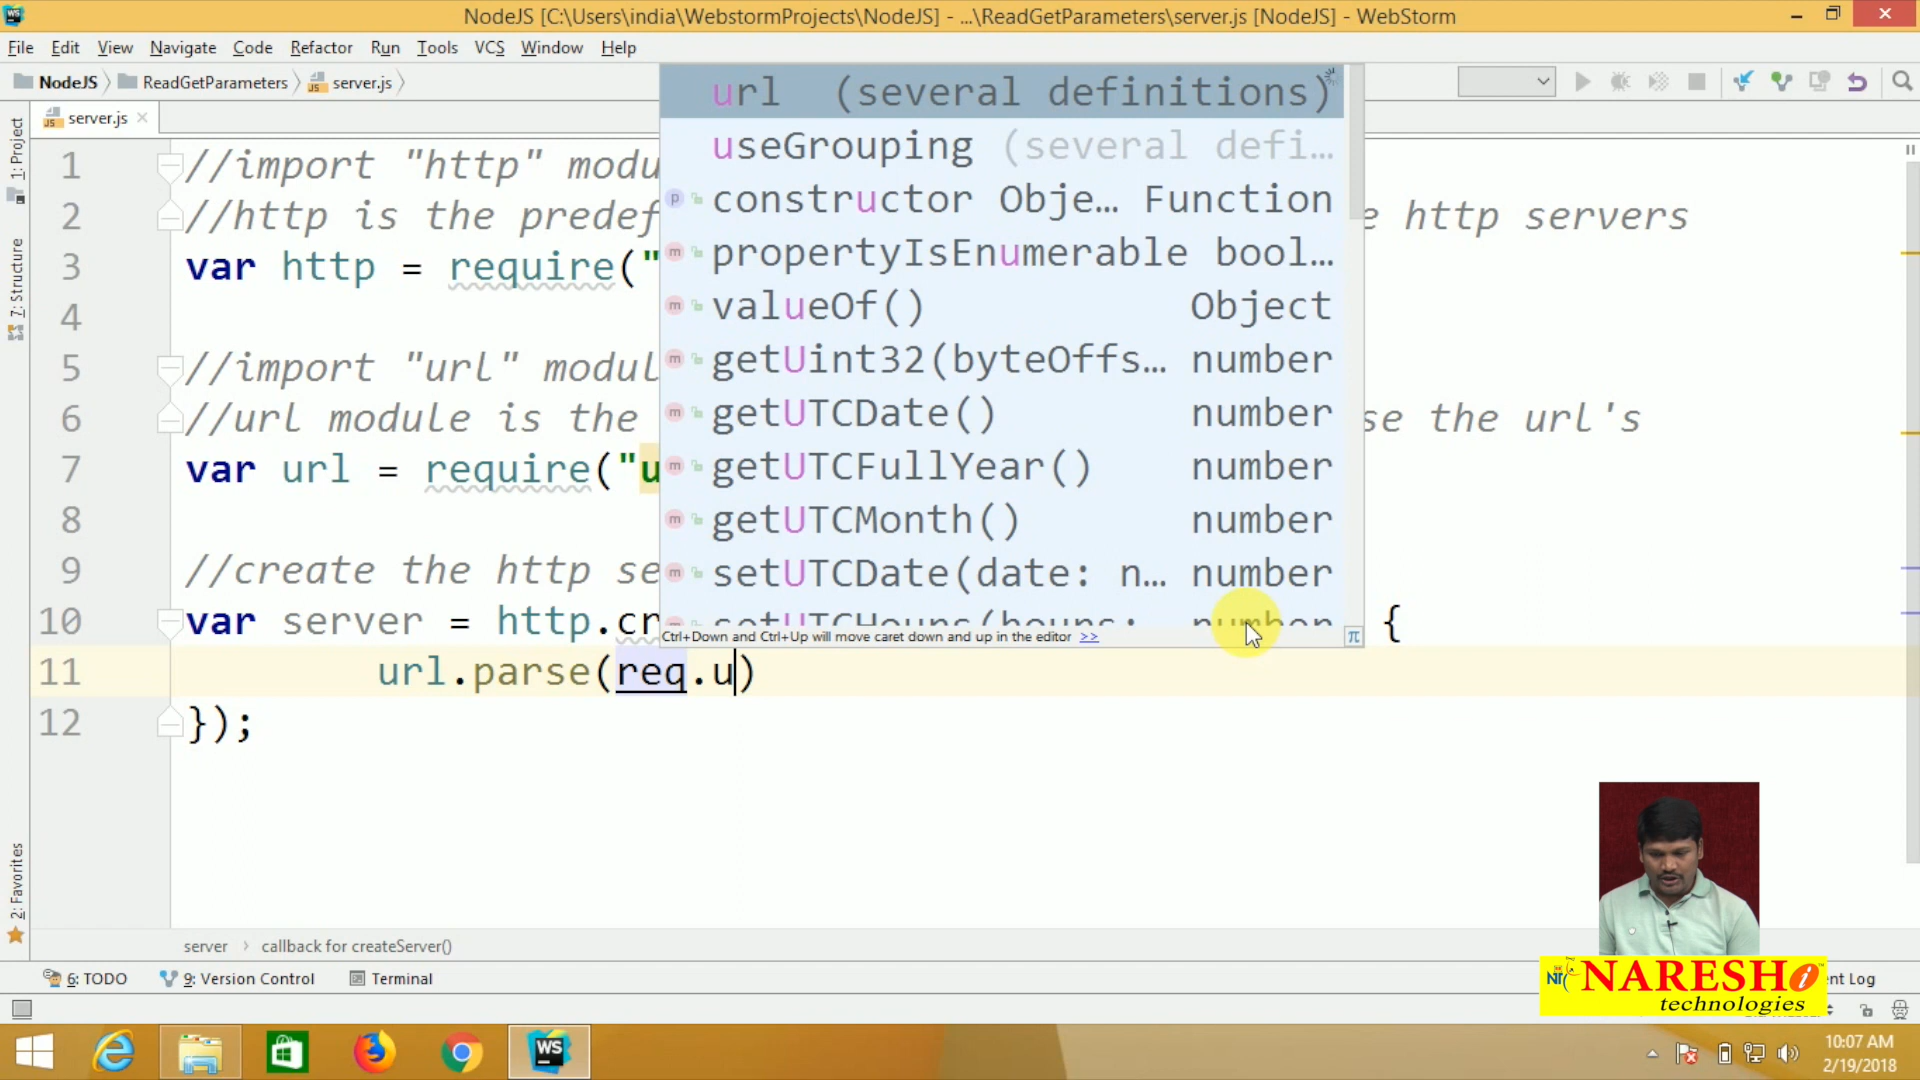 NodeJS [C:\Users\india\WebstormProjects\NodeJS] - ...\ReadGetParameters\server.js [NodeJS] - WebStorm
File Edit View Navigate Code Refactor Run Tools VCS Window Help
NodeJS ReadGetParameters server.js
server.js
1: Project
7: Structure
2: Favorites
1 //import "http" modu
2 //http is the predef e http servers
3 var http = require("
4
5 //import "url" modul
6 //url module is the se the url's
7 var url = require("u
8
9 //create the http se
10 var server = http.cr {
11 url.parse(req.u)
12 });
url (several definitions)
useGrouping (several defi…
constructor Obje… Function
propertyIsEnumerable bool…
valueOf() Object
getUint32(byteOffs… number
getUTCDate() number
getUTCFullYear() number
getUTCMonth() number
setUTCDate(date: n… number
setUTCHours(hours: number
Ctrl+Down and Ctrl+Up will move caret down and up in the editor >>
server callback for createServer()
6: TODO 9: Version Control Terminal nt Log
NARESH i
technologies
10:07 AM
2/19/2018